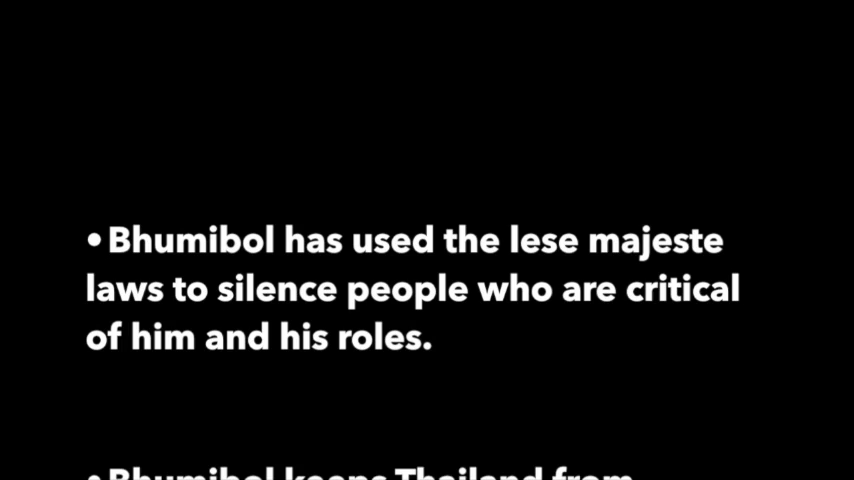 • Bhumibol has used the lese majeste
laws to silence people who are critical
of him and his roles.
• Bhumibol keeps Thailand from